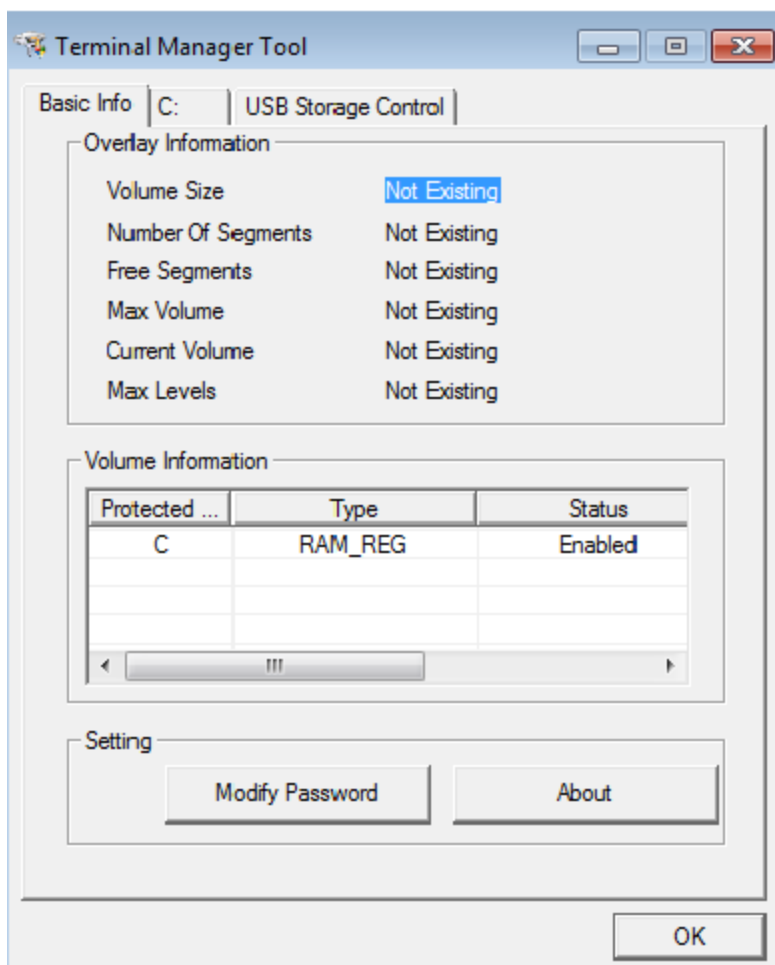 Terminal Manager Tool
Basic Info C: USB Storage Control
Overlay Information
Volume Size Not Existing
Number Of Segments Not Existing
Free Segments Not Existing
Max Volume Not Existing
Current Volume Not Existing
Max Levels Not Existing
Volume Information
Protected ... Type Status
C RAM_REG Enabled
Setting
Modify Password About
OK